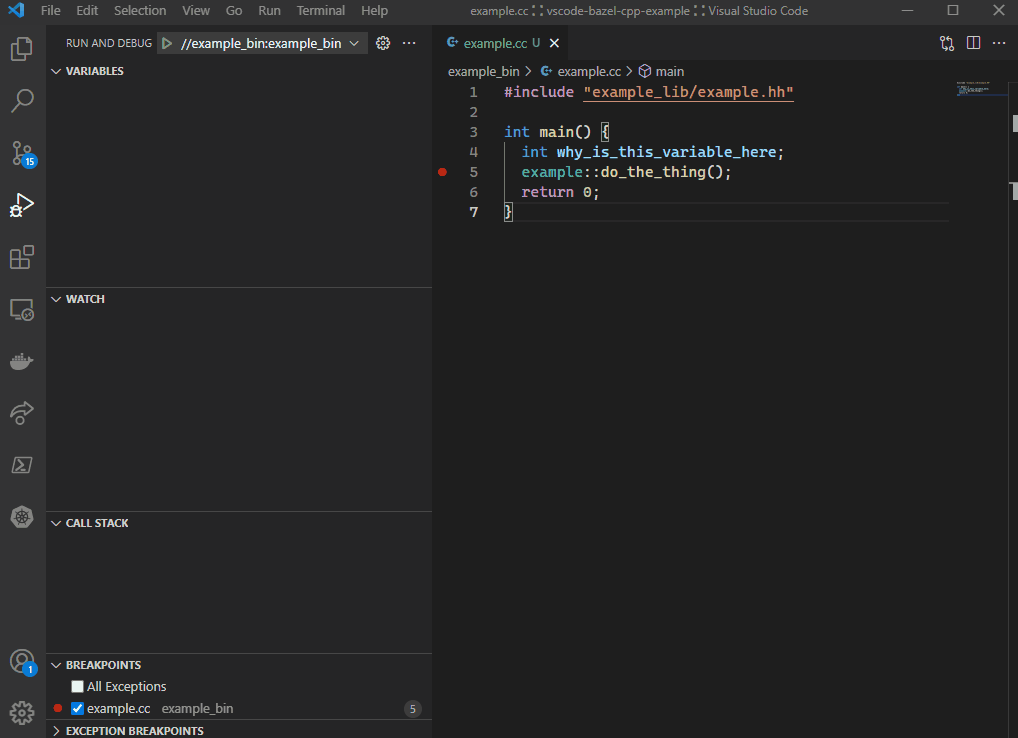 File Edit Selection View Go Run Terminal Help
example.cc :: vscode-bazel-cpp-example :: Visual Studio Code
RUN AND DEBUG
//example_bin:example_bin
VARIABLES
WATCH
CALL STACK
BREAKPOINTS
All Exceptions
example.cc example_bin 5
EXCEPTION BREAKPOINTS
15
1
example.cc U
example_bin > example.cc > main
1 #include "example_lib/example.hh"
2
3 int main() {
4 int why_is_this_variable_here;
5 example::do_the_thing();
6 return 0;
7 }